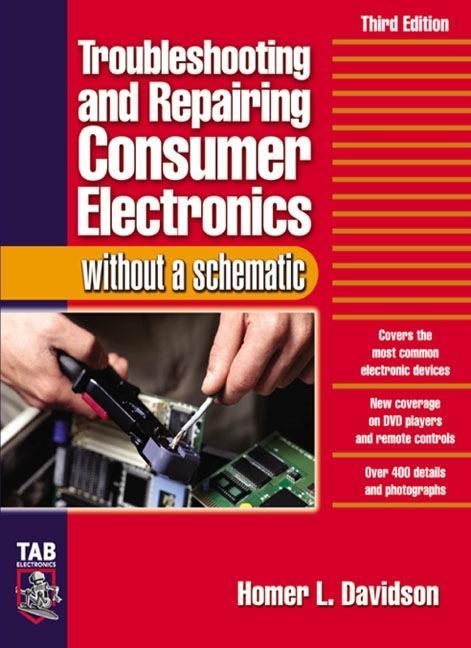 Third Edition
Troubleshooting
and Repairing
Consumer
Electronics
without a schematic
Covers the
most common
electronic devices
New coverage
on DVD players
and remote controls
Over 400 details
and photographs
TAB
ELECTRONICS
Homer L. Davidson